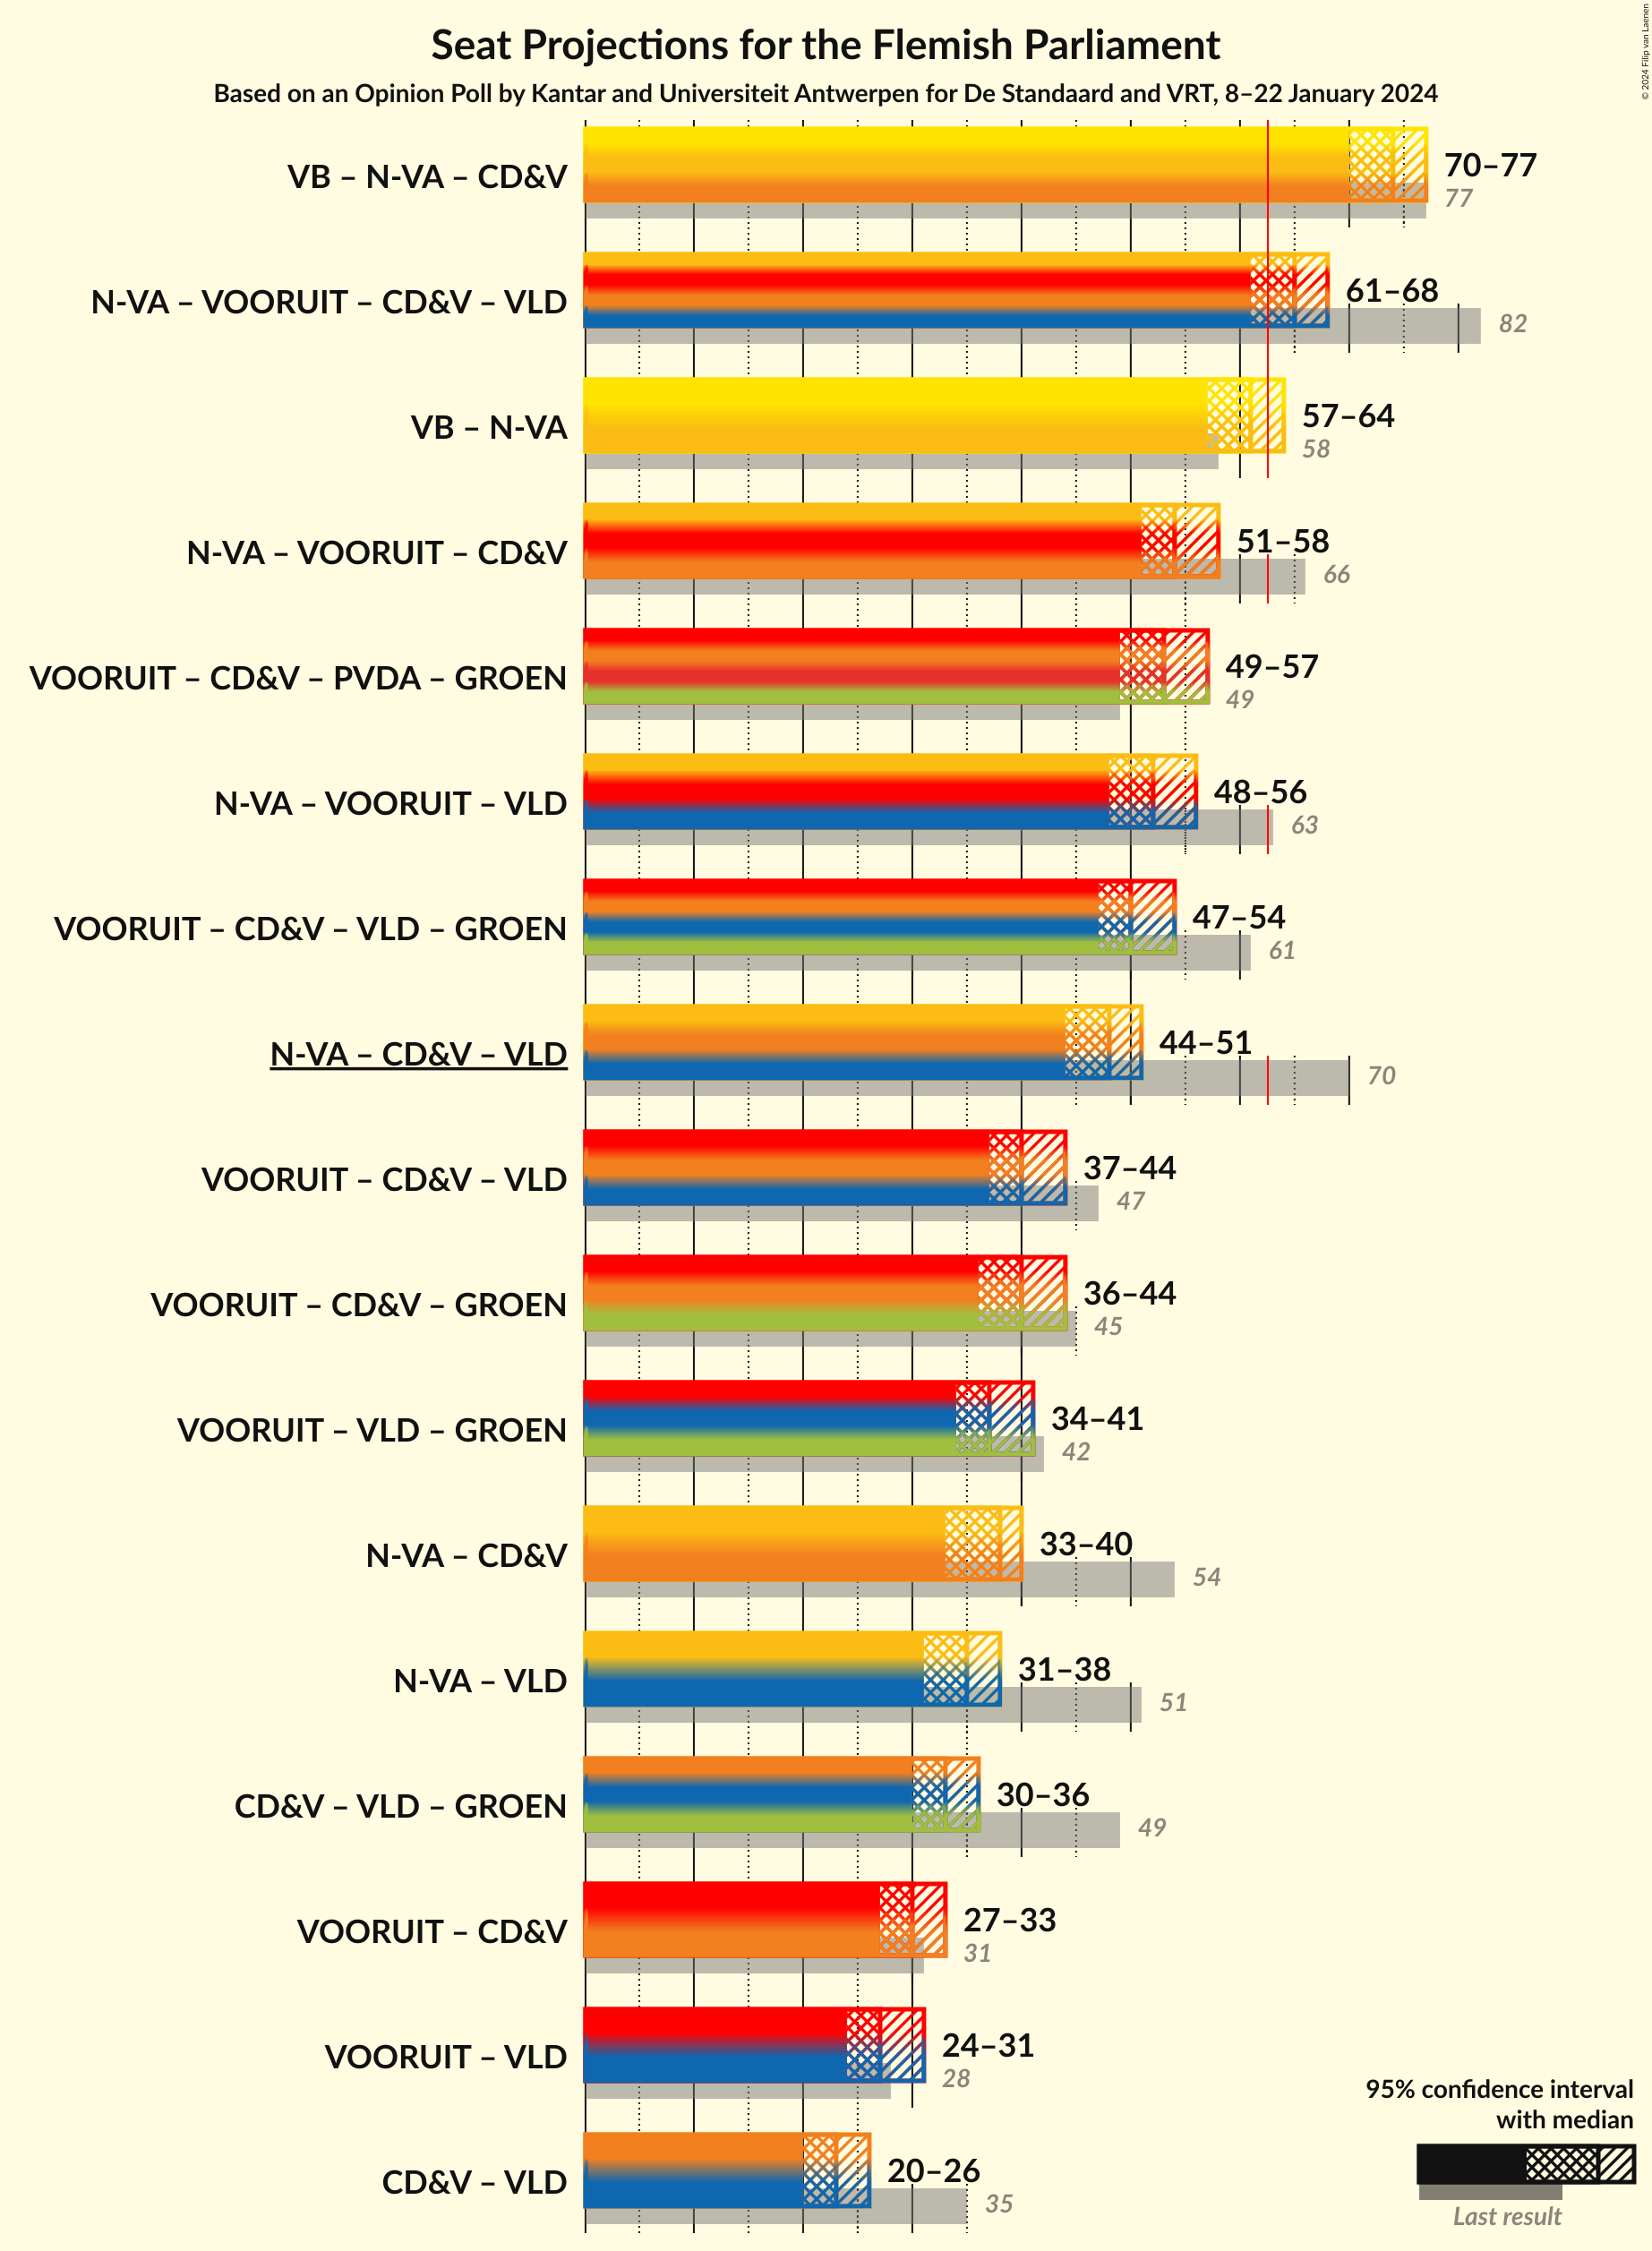 Seat Projections for the Flemish Parliament
Based on an Opinion Poll by Kantar and Universiteit Antwerpen for De Standaard and VRT, 8–22 January 2024
© 2024 Filip van Laenen
VB – N-VA – CD&V
70–77
77
N-VA – VOORUIT – CD&V – VLD
61–68
82
VB – N-VA
57–64
58
N-VA – VOORUIT – CD&V
51–58
66
VOORUIT – CD&V – PVDA – GROEN
49–57
49
N-VA – VOORUIT – VLD
48–56
63
VOORUIT – CD&V – VLD – GROEN
47–54
61
N-VA – CD&V – VLD
44–51
70
VOORUIT – CD&V – VLD
37–44
47
VOORUIT – CD&V – GROEN
36–44
45
VOORUIT – VLD – GROEN
34–41
42
N-VA – CD&V
33–40
54
N-VA – VLD
31–38
51
CD&V – VLD – GROEN
30–36
49
VOORUIT – CD&V
27–33
31
VOORUIT – VLD
24–31
28
CD&V – VLD
20–26
35
95% confidence interval
with median
Last result